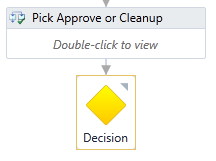 Pick Approve or Cleanup
Double-click to view
Decision